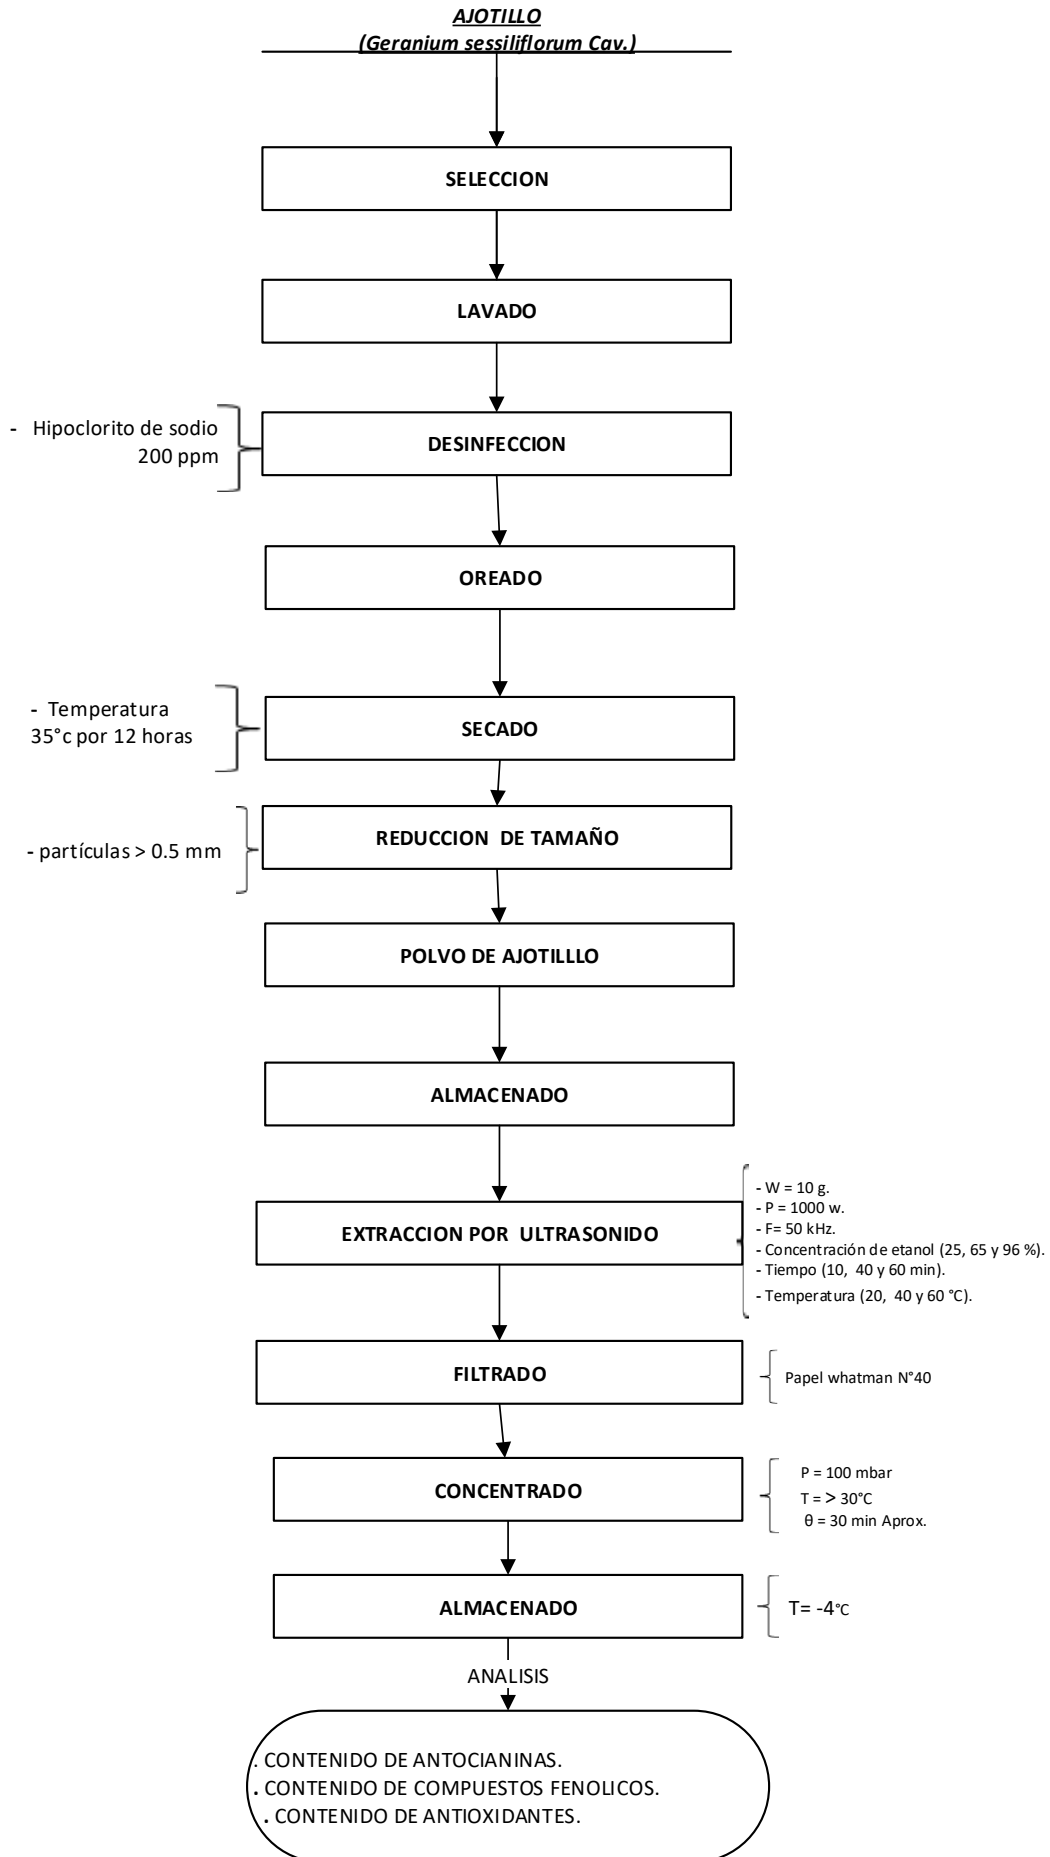 AJOTILLO
(Geranium sessiliflorum Cav.)
SELECCION
LAVADO
- Hipoclorito de sodio
200 ppm
DESINFECCION
OREADO
- Temperatura
35°c por 12 horas
SECADO
- partículas > 0.5 mm
REDUCCION DE TAMAÑO
POLVO DE AJOTILLLO
ALMACENADO
EXTRACCION POR ULTRASONIDO
- W = 10 g.
- P = 1000 w.
- F= 50 kHz.
- Concentración de etanol (25, 65 y 96 %).
- Tiempo (10, 40 y 60 min).
- Temperatura (20, 40 y 60 °C).
FILTRADO
Papel whatman N°40
CONCENTRADO
P = 100 mbar
T = > 30°C
θ = 30 min Aprox.
ALMACENADO
T= -4°C
ANALISIS
. CONTENIDO DE ANTOCIANINAS.
. CONTENIDO DE COMPUESTOS FENOLICOS.
. CONTENIDO DE ANTIOXIDANTES.